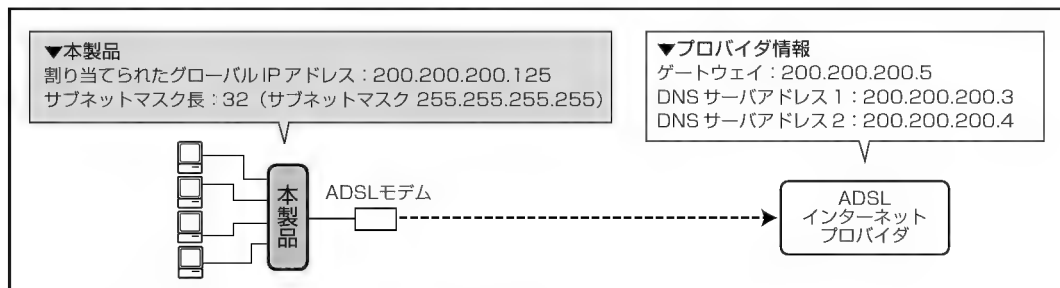 ▼本製品
割り当てられたグローバルIPアドレス：200.200.200.125
サブネットマスク長：32（サブネットマスク 255.255.255.255）
▼プロバイダ情報
ゲートウェイ：200.200.200.5
DNSサーバアドレス1：200.200.200.3
DNSサーバアドレス2：200.200.200.4
本製品
ADSLモデム
ADSL
インターネット
プロバイダ